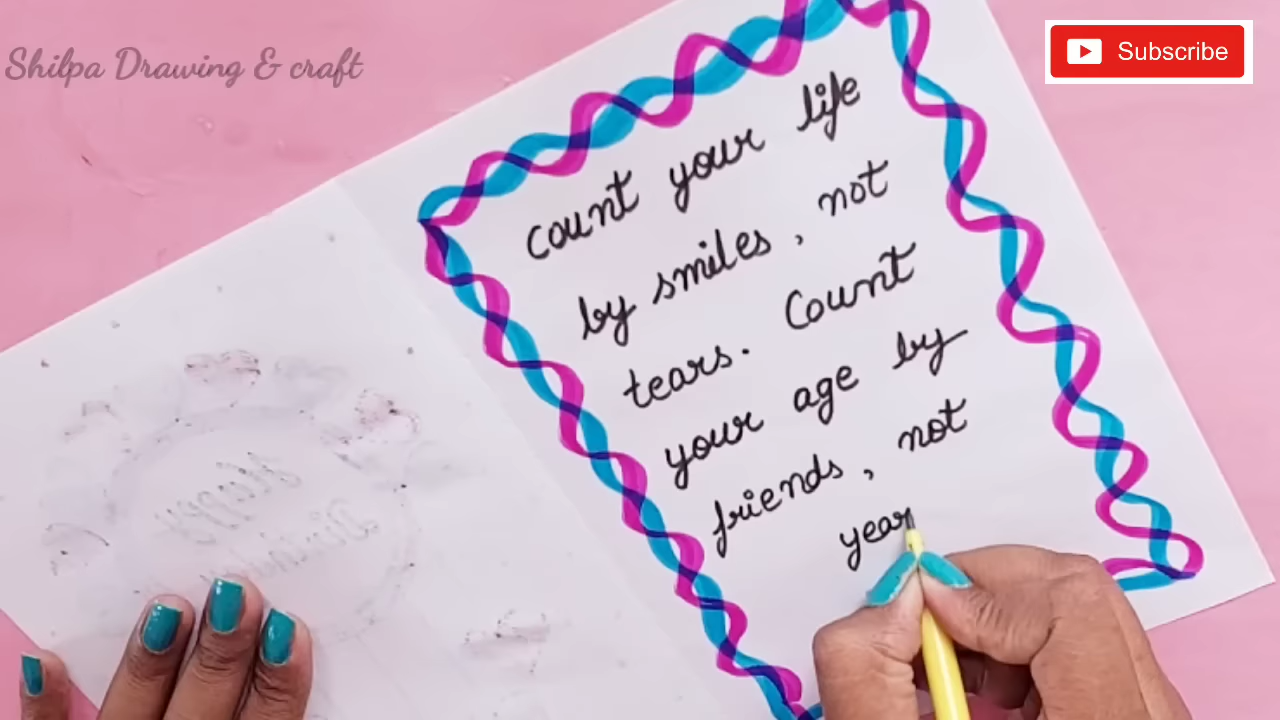 Shilpa Drawing & craft
Subscribe
Count your life
by smiles, not
tears. Count
your age by
friends, not
year